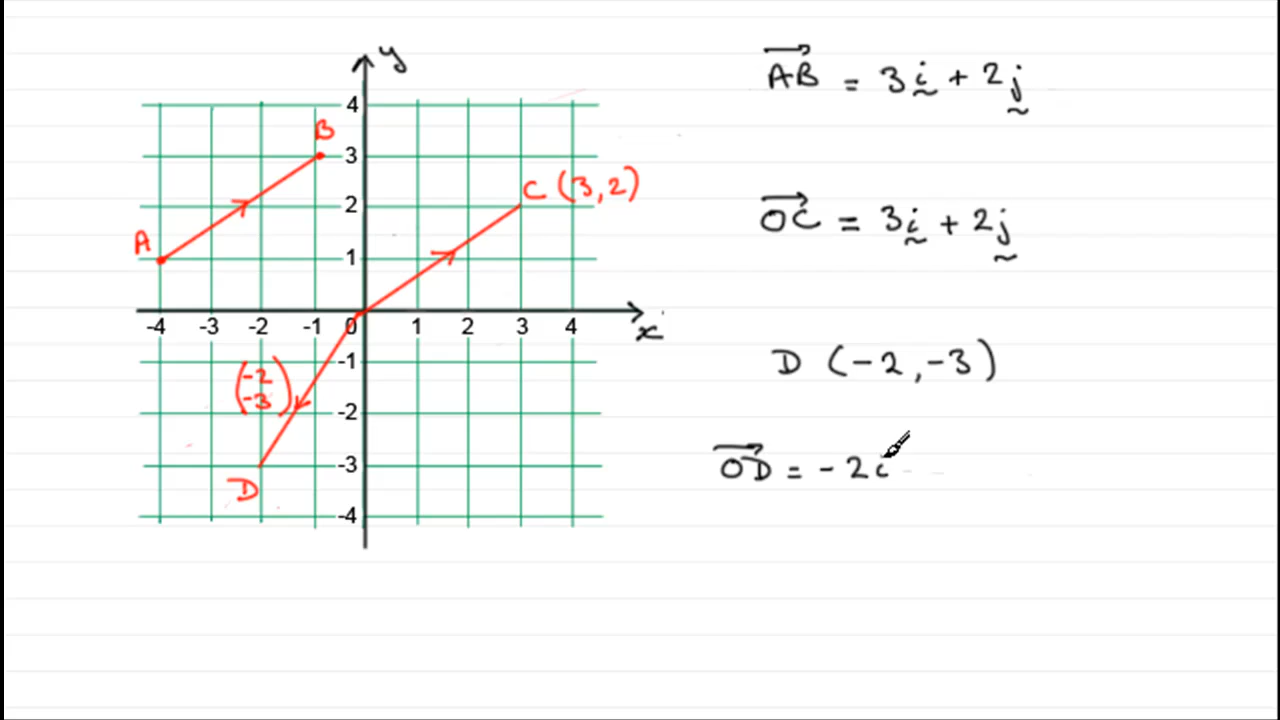 y
AB = 3i + 2j
4
B
3
C (3,2)
2
OC = 3i + 2j
A
1
-4 -3 -2 -1 0 1 2 3 4
x
-1
D (-2,-3)
(-2
-3)
-2
OD = -2i
-3
D
-4